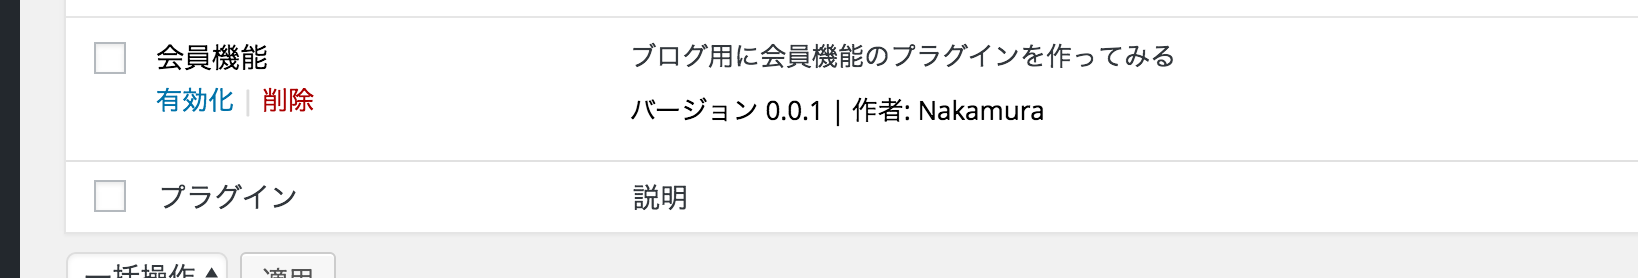 会員機能
ブログ用に会員機能のプラグインを作ってみる
有効化 | 削除
バージョン 0.0.1 | 作者: Nakamura
プラグイン
説明
一括操作
適用